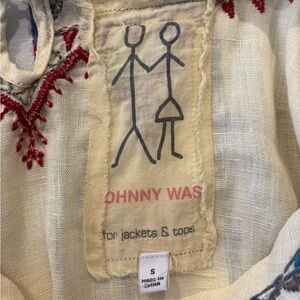 OHNNY WAS
for jackets & tops
S
MADE IN
CHINA